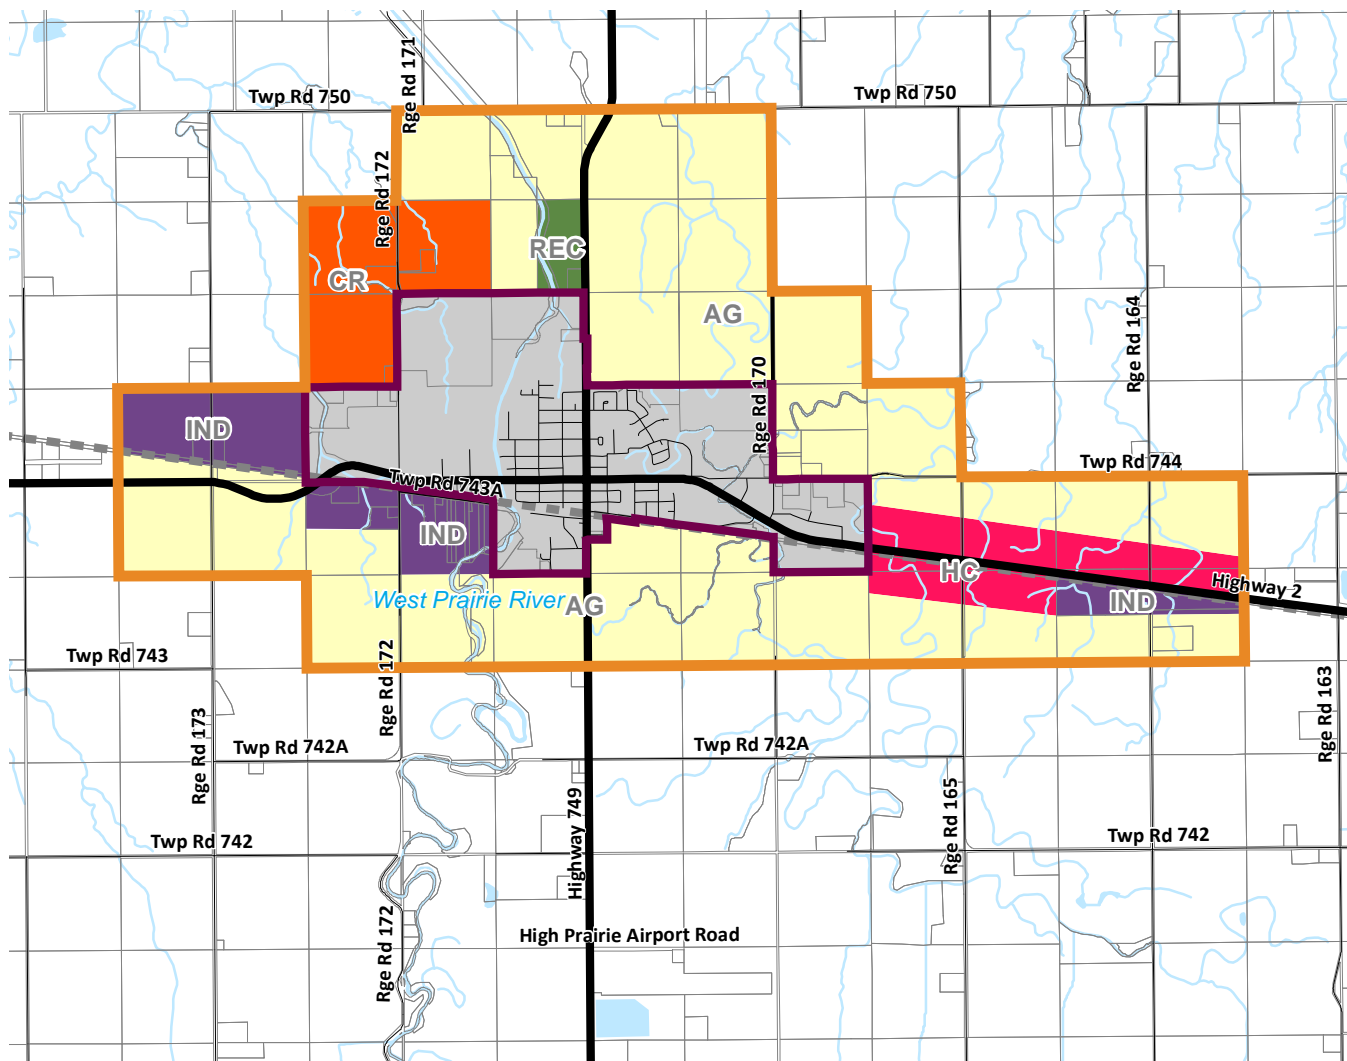 Rge Rd 171
Twp Rd 750
Twp Rd 750
Rge Rd 172
REC
CR
AG
Rge Rd 164
Rge Rd 170
IND
Twp Rd 744
Twp Rd 743A
IND
HC
Highway 2
West Prairie River
AG
IND
Twp Rd 743
Rge Rd 172
Rge Rd 163
Rge Rd 173
Twp Rd 742A
Twp Rd 742A
Highway 749
Rge Rd 165
Twp Rd 742
Twp Rd 742
High Prairie Airport Road
Rge Rd 172